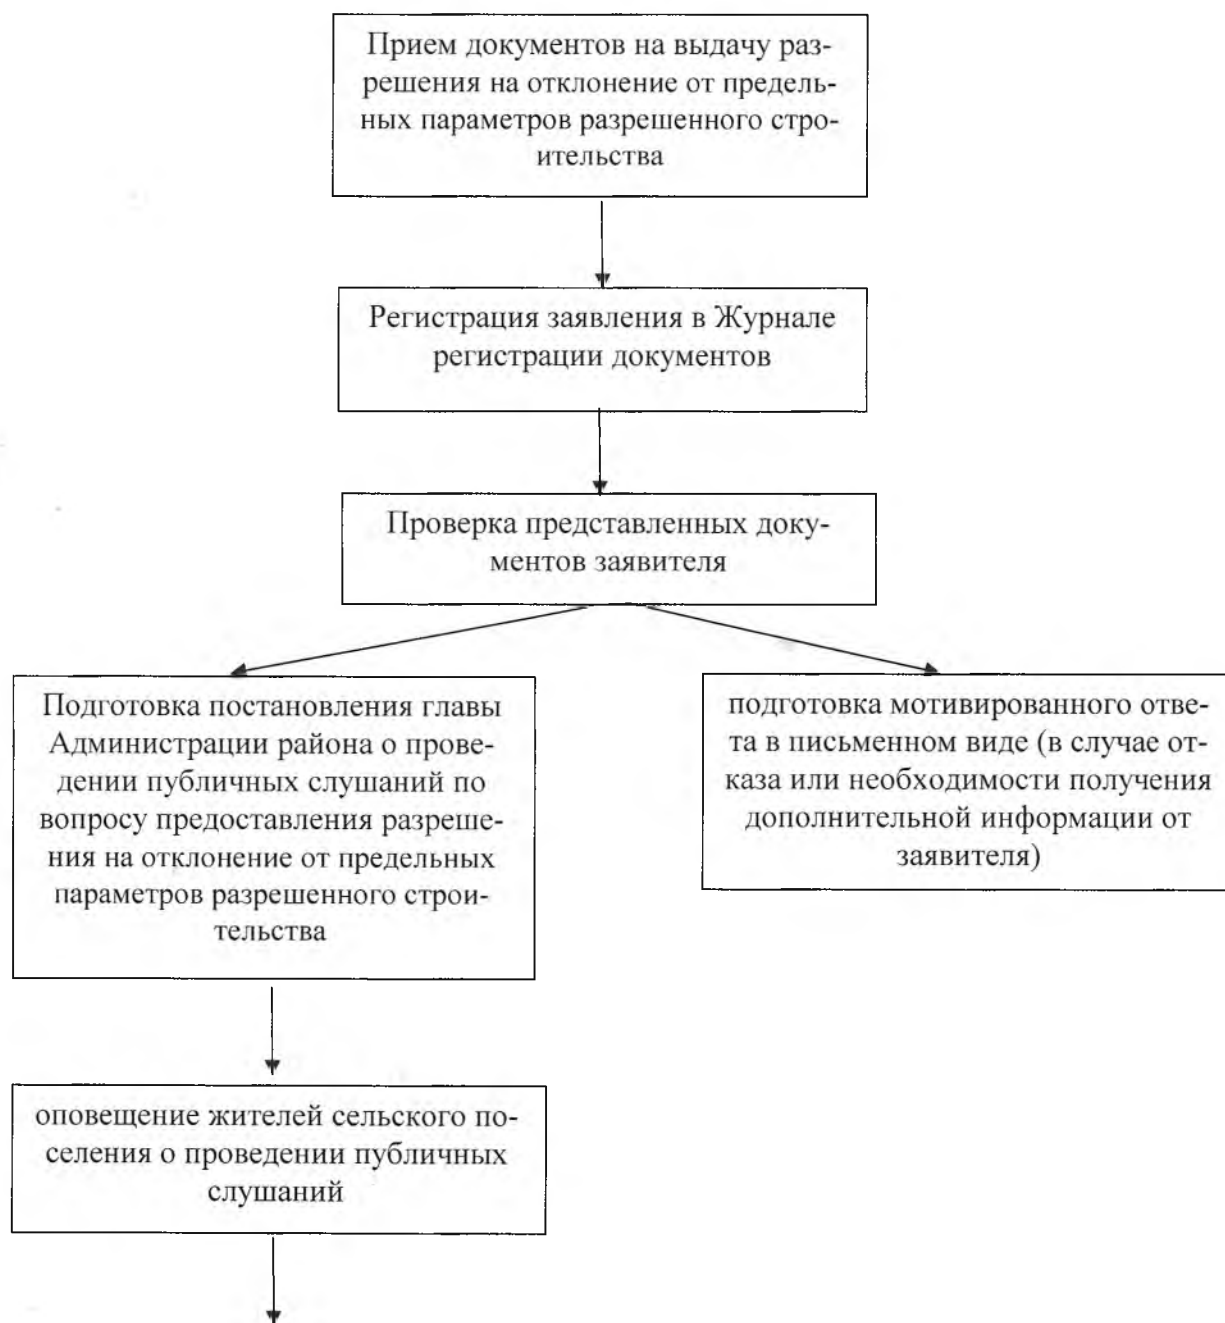 Прием документов на выдачу раз-
решения на отклонение от предель-
ных параметров разрешенного стро-
ительства
Регистрация заявления в Журнале
регистрации документов
Проверка представленных доку-
ментов заявителя
Подготовка постановления главы
Администрации района о прове-
дении публичных слушаний по
вопросу предоставления разреше-
ния на отклонение от предельных
параметров разрешенного строи-
тельства
подготовка мотивированного отве-
та в письменном виде (в случае от-
каза или необходимости получения
дополнительной информации от
заявителя)
оповещение жителей сельского по-
селения о проведении публичных
слушаний